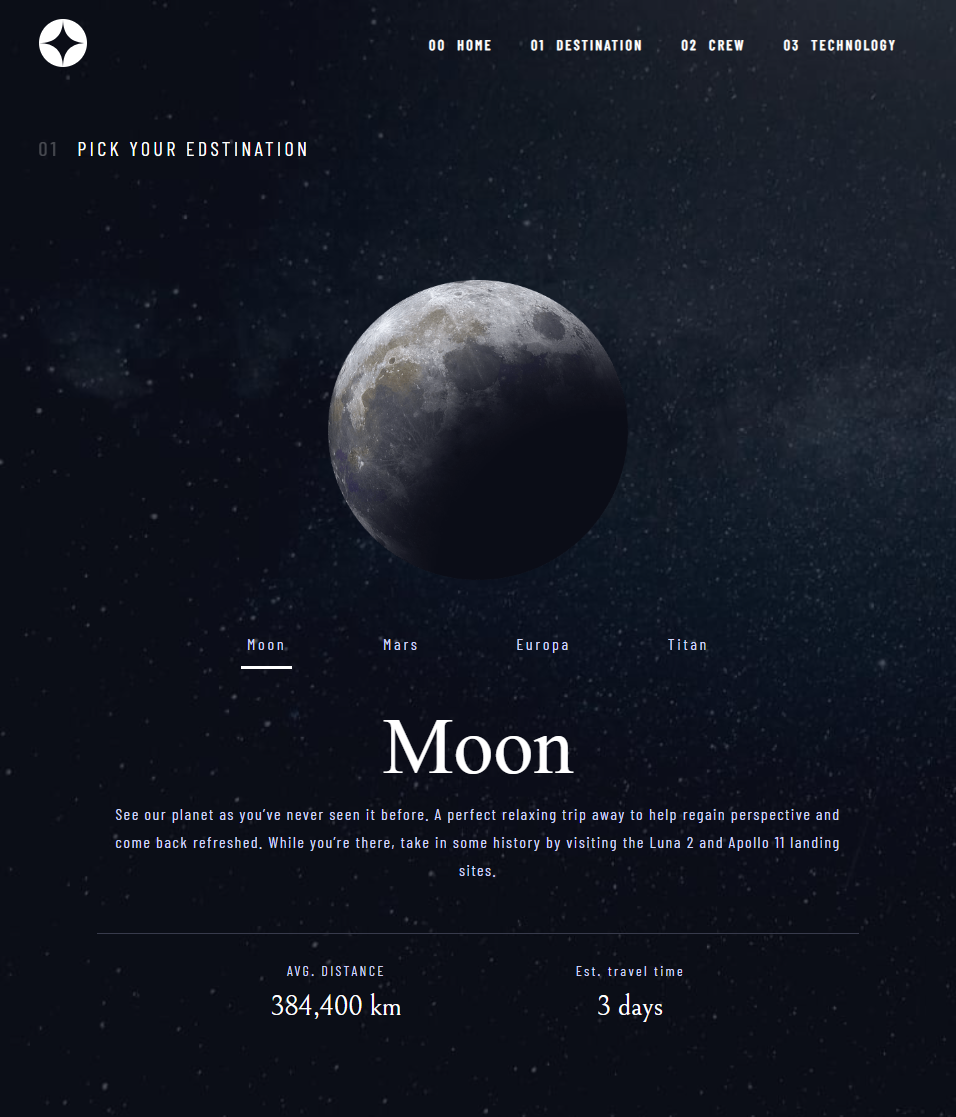 00 HOME 01 DESTINATION 02 CREW 03 TECHNOLOGY
01 PICK YOUR EDSTINATION
Moon Mars Europa Titan
Moon
See our planet as you’ve never seen it before. A perfect relaxing trip away to help regain perspective and
come back refreshed. While you’re there, take in some history by visiting the Luna 2 and Apollo 11 landing
sites.
AVG. DISTANCE Est. travel time
384,400 km 3 days